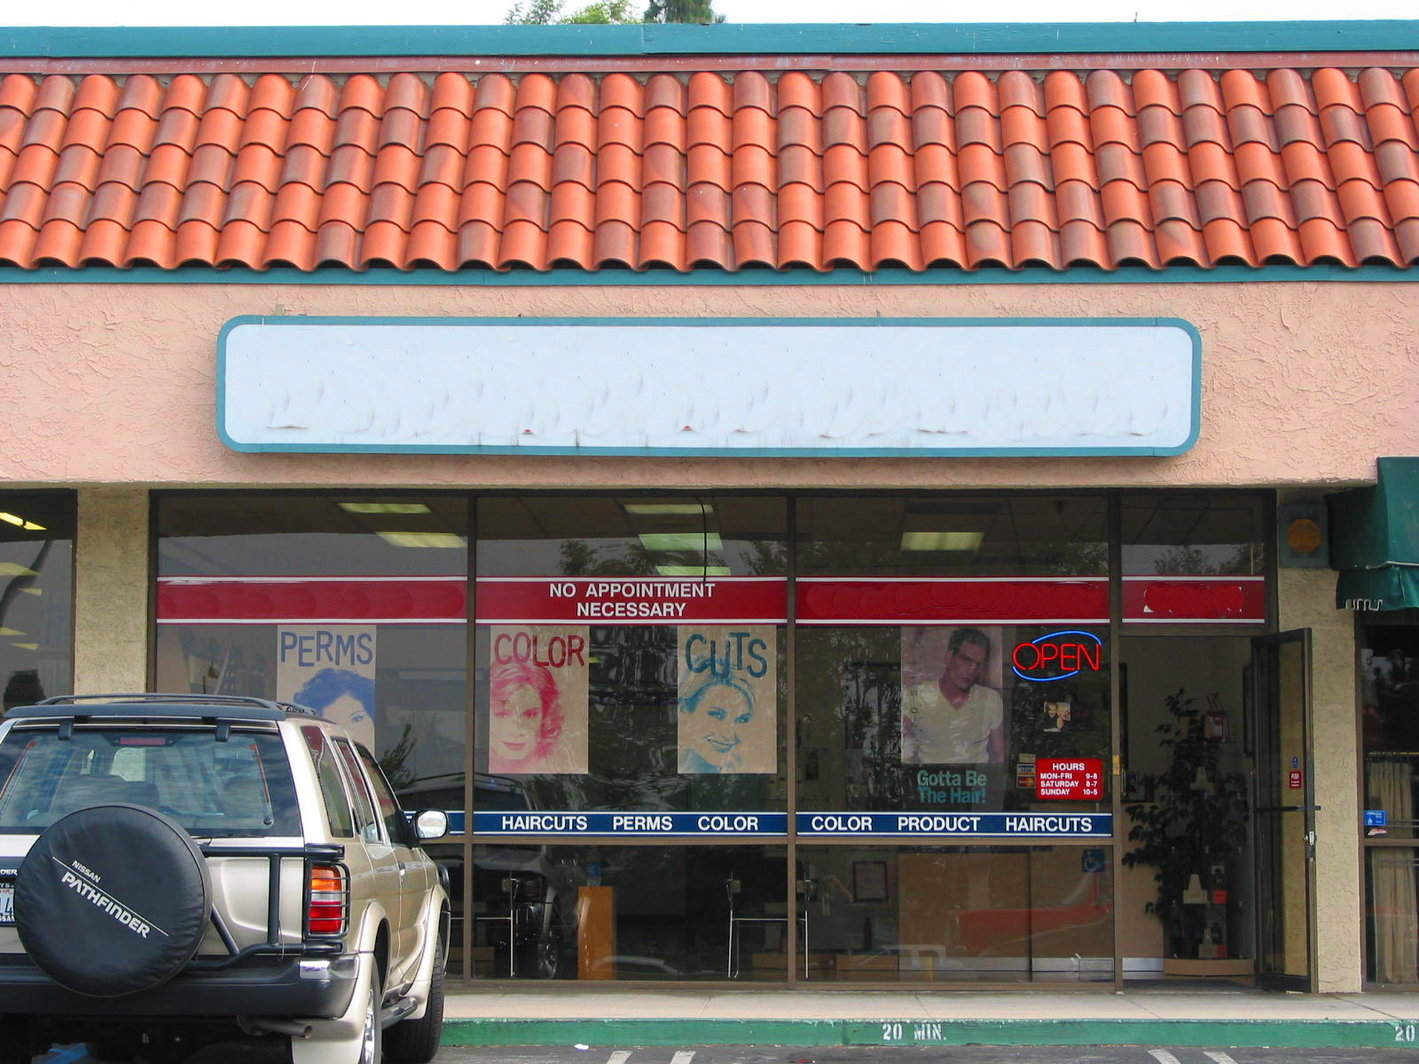 NO APPOINTMENT
NECESSARY
PERMS
COLOR
CUTS
OPEN
Gotta Be
The Hair!
HOURS
MON-FRI 9-8
SATURDAY 8-7
SUNDAY 10-5
HAIRCUTS PERMS COLOR
COLOR PRODUCT HAIRCUTS
NISSAN
PATHFINDER
20 MIN.
20